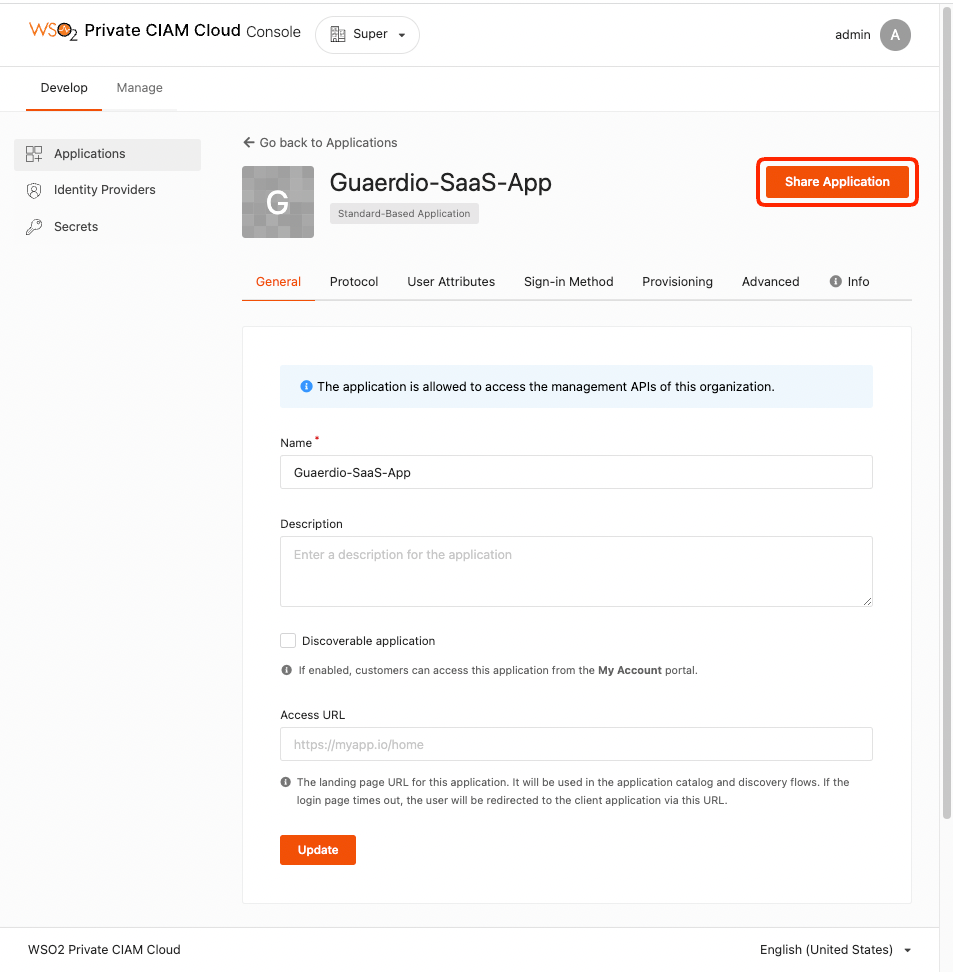 WSO2 Private CIAM Cloud Console Super admin A
Develop Manage
Applications
Identity Providers
Secrets
Go back to Applications
G
Guaerdio-SaaS-App
Standard-Based Application
Share Application
General Protocol User Attributes Sign-in Method Provisioning Advanced Info
The application is allowed to access the management APIs of this organization.
Name *
Guaerdio-SaaS-App
Description
Enter a description for the application
Discoverable application
If enabled, customers can access this application from the My Account portal.
Access URL
https://myapp.io/home
The landing page URL for this application. It will be used in the application catalog and discovery flows. If the
login page times out, the user will be redirected to the client application via this URL.
Update
WSO2 Private CIAM Cloud English (United States)